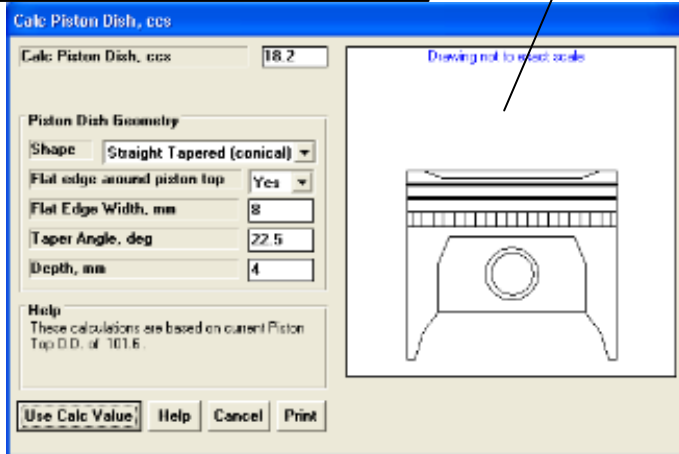 Calc Piston Dish, ccs
Calc Piston Dish, ccs 18.2
Drawing not to exact scale
Piston Dish Geometry
Shape Straight Tapered (conical)
Flat edge around piston top Yes
Flat Edge Width, mm 8
Taper Angle, deg 22.5
Depth, mm 4
Help
These calculations are based on current Piston
Top O.D. of 101.6.
Use Calc Value Help Cancel Print